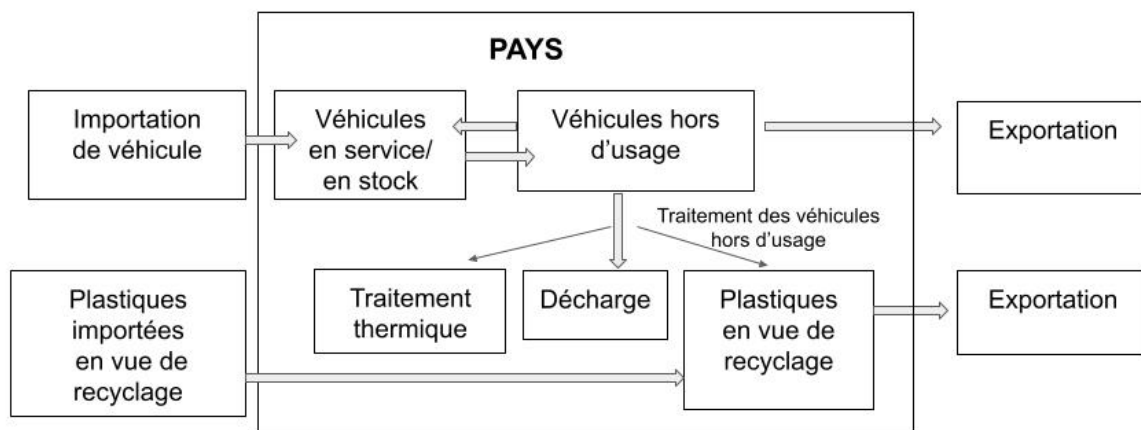 PAYS
Importation
de véhicule
Véhicules
en service/
en stock
Véhicules hors
d’usage
Exportation
Traitement des véhicules
hors d’usage
Plastiques
importées
en vue de
recyclage
Traitement
thermique
Décharge
Plastiques
en vue de
recyclage
Exportation